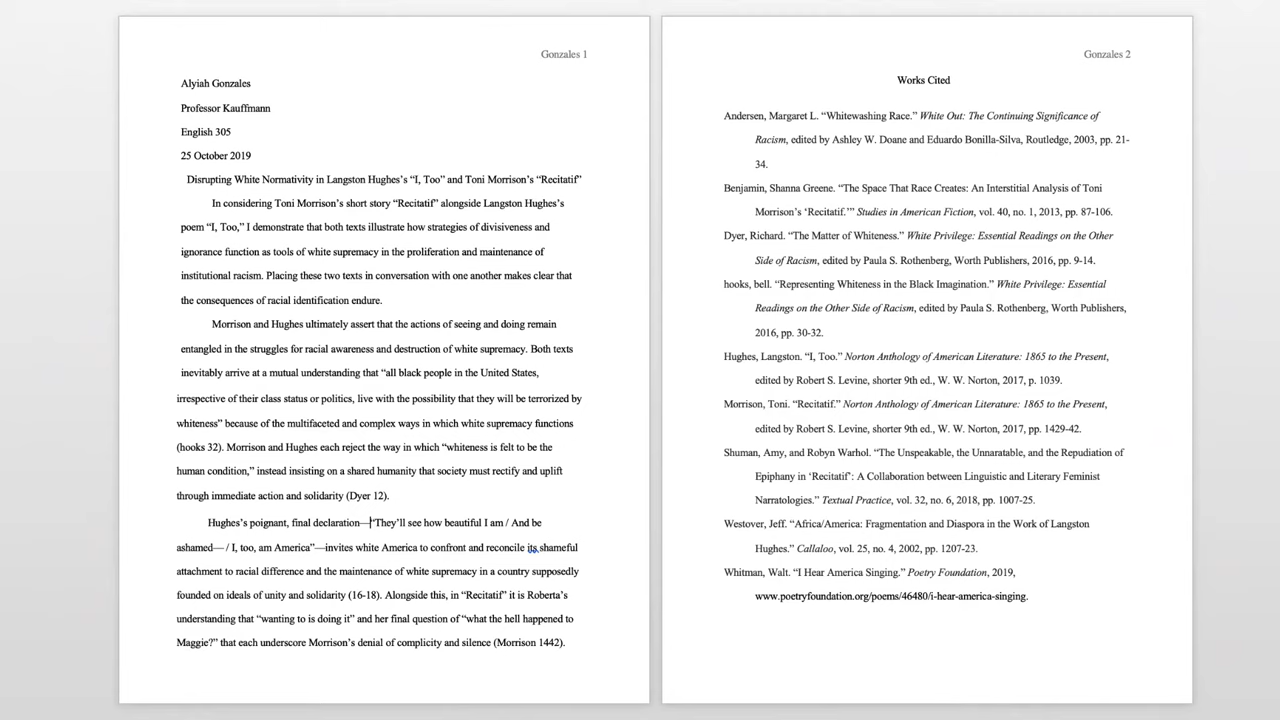 Gonzales 1
Alyiah Gonzales
Professor Kauffmann
English 305
25 October 2019
Disrupting White Normativity in Langston Hughes's “I, Too” and Toni Morrison's “Recitatif”
In considering Toni Morrison's short story “Recitatif” alongside Langston Hughes's
poem “I, Too,” I demonstrate that both texts illustrate how strategies of divisiveness and
ignorance function as tools of white supremacy in the proliferation and maintenance of
institutional racism. Placing these two texts in conversation with one another makes clear that
the consequences of racial identification endure.
Morrison and Hughes ultimately assert that the actions of seeing and doing remain
entangled in the struggles for racial awareness and destruction of white supremacy. Both texts
inevitably arrive at a mutual understanding that “all black people in the United States,
irrespective of their class status or politics, live with the possibility that they will be terrorized by
whiteness” because of the multifaceted and complex ways in which white supremacy functions
(hooks 32). Morrison and Hughes each reject the way in which “whiteness is felt to be the
human condition,” instead insisting on a shared humanity that society must rectify and uplift
through immediate action and solidarity (Dyer 12).
Hughes's poignant, final declaration—“They'll see how beautiful I am / And be
ashamed— / I, too, am America”—invites white America to confront and reconcile its shameful
attachment to racial difference and the maintenance of white supremacy in a country supposedly
founded on ideals of unity and solidarity (16-18). Alongside this, in “Recitatif” it is Roberta's
understanding that “wanting to is doing it” and her final question of “what the hell happened to
Maggie?” that each underscore Morrison's denial of complicity and silence (Morrison 1442).
Gonzales 2
Works Cited
Andersen, Margaret L. “Whitewashing Race.” White Out: The Continuing Significance of
Racism, edited by Ashley W. Doane and Eduardo Bonilla-Silva, Routledge, 2003, pp. 21-
34.
Benjamin, Shanna Greene. “The Space That Race Creates: An Interstitial Analysis of Toni
Morrison's ‘Recitatif.’” Studies in American Fiction, vol. 40, no. 1, 2013, pp. 87-106.
Dyer, Richard. “The Matter of Whiteness.” White Privilege: Essential Readings on the Other
Side of Racism, edited by Paula S. Rothenberg, Worth Publishers, 2016, pp. 9-14.
hooks, bell. “Representing Whiteness in the Black Imagination.” White Privilege: Essential
Readings on the Other Side of Racism, edited by Paula S. Rothenberg, Worth Publishers,
2016, pp. 30-32.
Hughes, Langston. “I, Too.” Norton Anthology of American Literature: 1865 to the Present,
edited by Robert S. Levine, shorter 9th ed., W. W. Norton, 2017, p. 1039.
Morrison, Toni. “Recitatif.” Norton Anthology of American Literature: 1865 to the Present,
edited by Robert S. Levine, shorter 9th ed., W. W. Norton, 2017, pp. 1429-42.
Shuman, Amy, and Robyn Warhol. “The Unspeakable, the Unnaratable, and the Repudiation of
Epiphany in ‘Recitatif’: A Collaboration between Linguistic and Literary Feminist
Narratologies.” Textual Practice, vol. 32, no. 6, 2018, pp. 1007-25.
Westover, Jeff. “Africa/America: Fragmentation and Diaspora in the Work of Langston
Hughes.” Callaloo, vol. 25, no. 4, 2002, pp. 1207-23.
Whitman, Walt. “I Hear America Singing.” Poetry Foundation, 2019,
www.poetryfoundation.org/poems/46480/i-hear-america-singing.